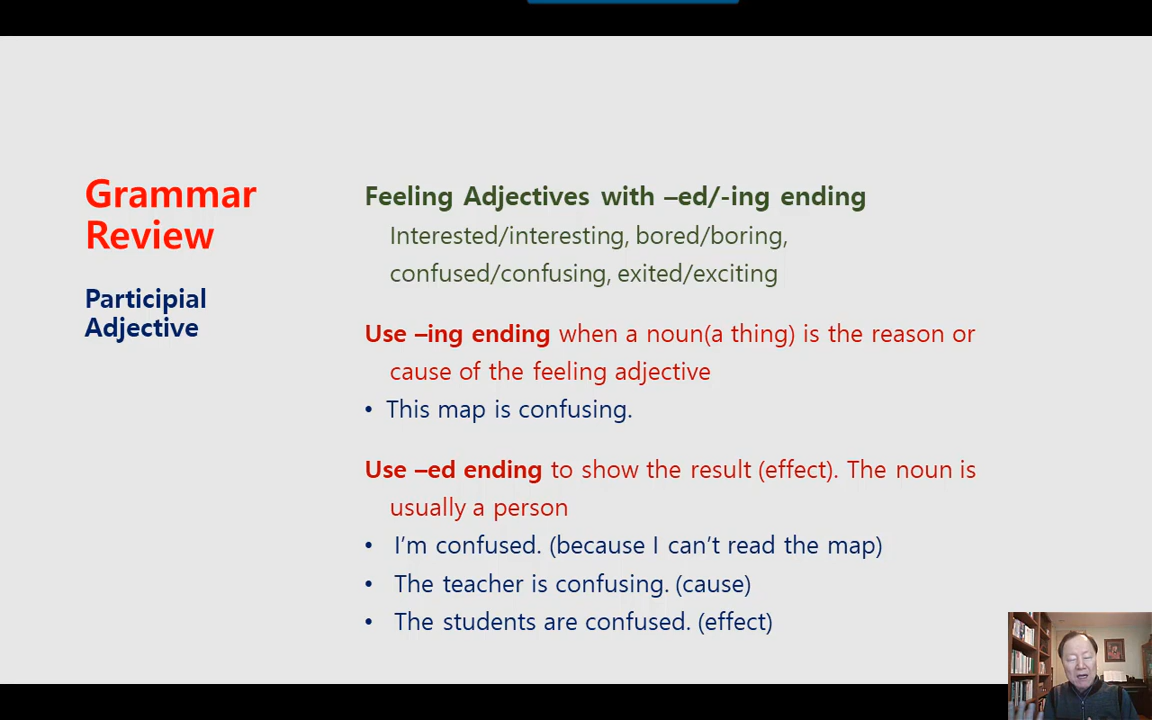 Grammar
Review
Participial
Adjective
Feeling Adjectives with –ed/-ing ending
Interested/interesting, bored/boring,
confused/confusing, exited/exciting
Use –ing ending when a noun(a thing) is the reason or
cause of the feeling adjective
• This map is confusing.
Use –ed ending to show the result (effect). The noun is
usually a person
• I’m confused. (because I can’t read the map)
• The teacher is confusing. (cause)
• The students are confused. (effect)